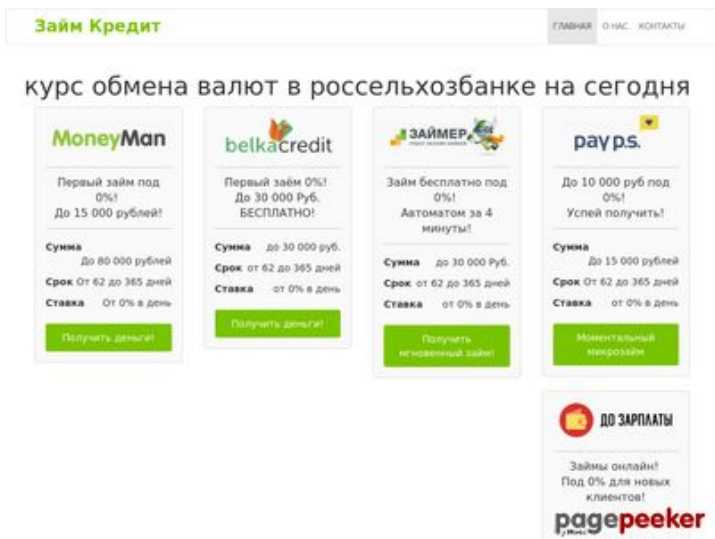 Займ Кредит
ГЛАВНАЯ О НАС КОНТАКТЫ
курс обмена валют в россельхозбанке на сегодня
MoneyMan
Первый займ под
0%!
До 15 000 рублей!
Сумма
До 80 000 рублей
Срок От 62 до 365 дней
Ставка От 0% в день
Получить деньги!
belkacredit
Первый заём 0%!
До 30 000 Руб.
БЕСПЛАТНО!
Сумма до 30 000 руб.
Срок от 62 до 365 дней
Ставка от 0% в день
Получить деньги!
ЗАЙМЕР
Займ бесплатно под
0%!
Автоматом за 4
минуты!
Сумма до 30 000 Руб.
Срок от 62 до 365 дней
Ставка от 0% в день
Получить
мгновенный займ!
pay p.s.
До 10 000 руб под
0%!
Успей получить!
Сумма
До 15 000 рублей
Срок От 62 до 365 дней
Ставка от 0% в день
Моментальный
микрозайм
ДО ЗАРПЛАТЫ
Займы онлайн!
Под 0% для новых
клиентов!
pagepeeker